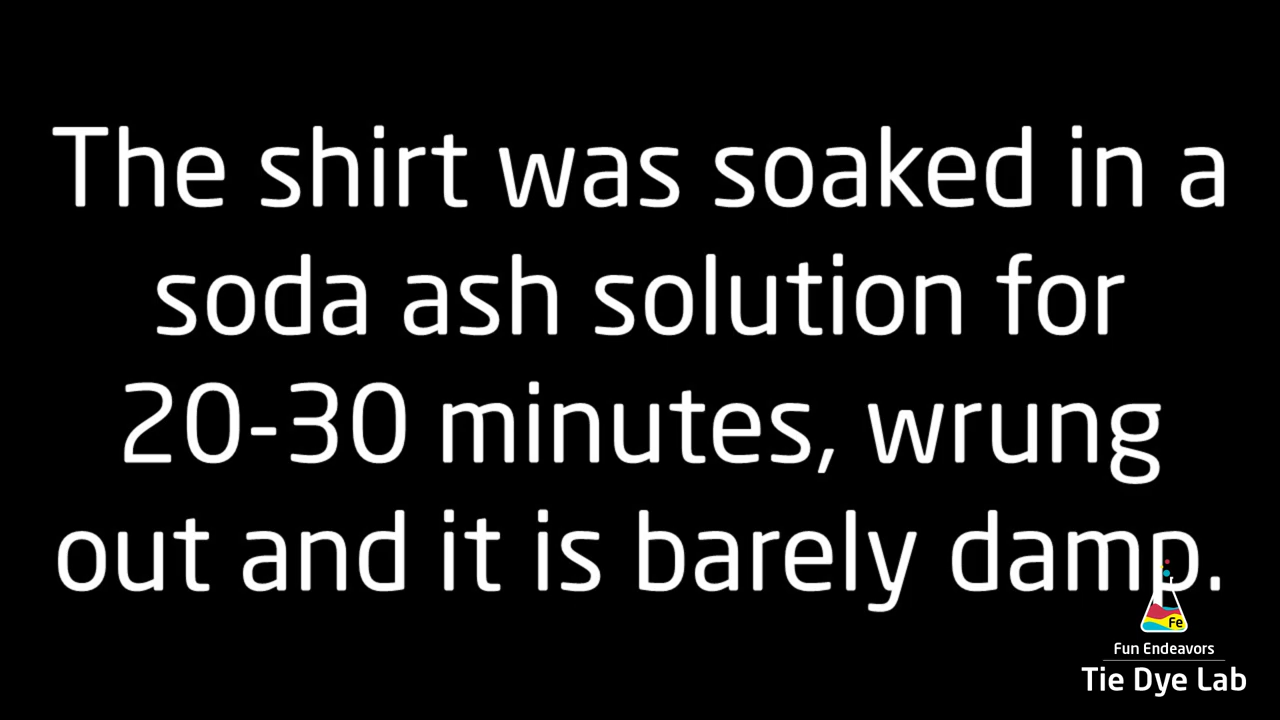 The shirt was soaked in a
soda ash solution for
20-30 minutes, wrung
out and it is barely damp.
Fe
Fun Endeavors
Tie Dye Lab